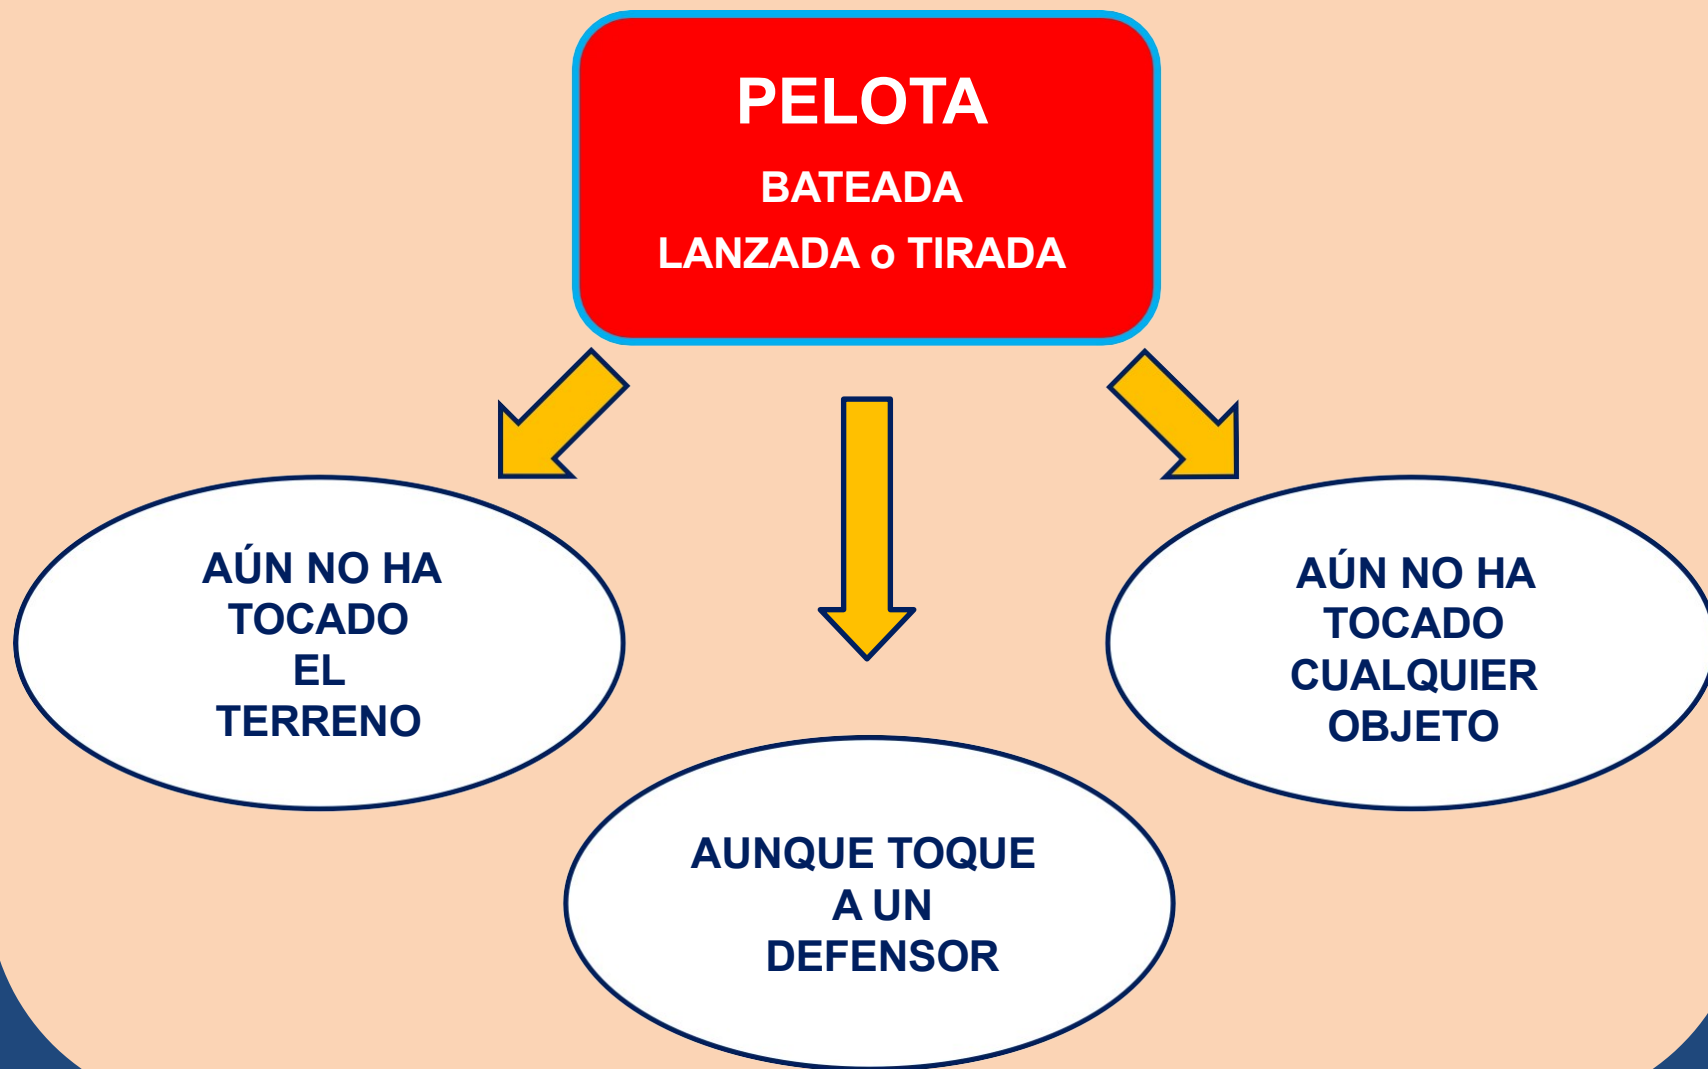 PELOTA
BATEADA
LANZADA o TIRADA
AÚN NO HA
TOCADO
EL
TERRENO
AÚN NO HA
TOCADO
CUALQUIER
OBJETO
AUNQUE TOQUE
A UN
DEFENSOR